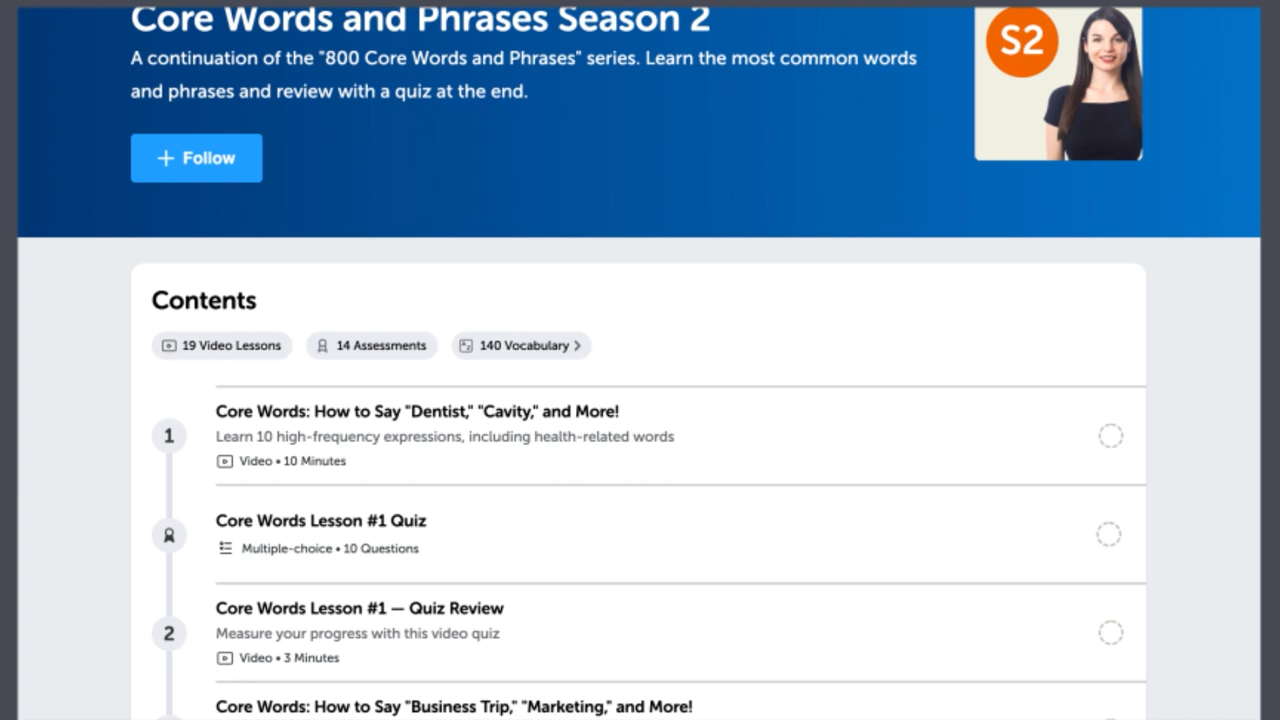 Core Words and Phrases Season 2
A continuation of the "800 Core Words and Phrases" series. Learn the most common words
and phrases and review with a quiz at the end.
S2
+ Follow
Contents
19 Video Lessons
14 Assessments
140 Vocabulary >
1
Core Words: How to Say "Dentist," "Cavity," and More!
Learn 10 high-frequency expressions, including health-related words
Video • 10 Minutes
Core Words Lesson #1 Quiz
Multiple-choice • 10 Questions
2
Core Words Lesson #1 — Quiz Review
Measure your progress with this video quiz
Video • 3 Minutes
Core Words: How to Say "Business Trip," "Marketing," and More!